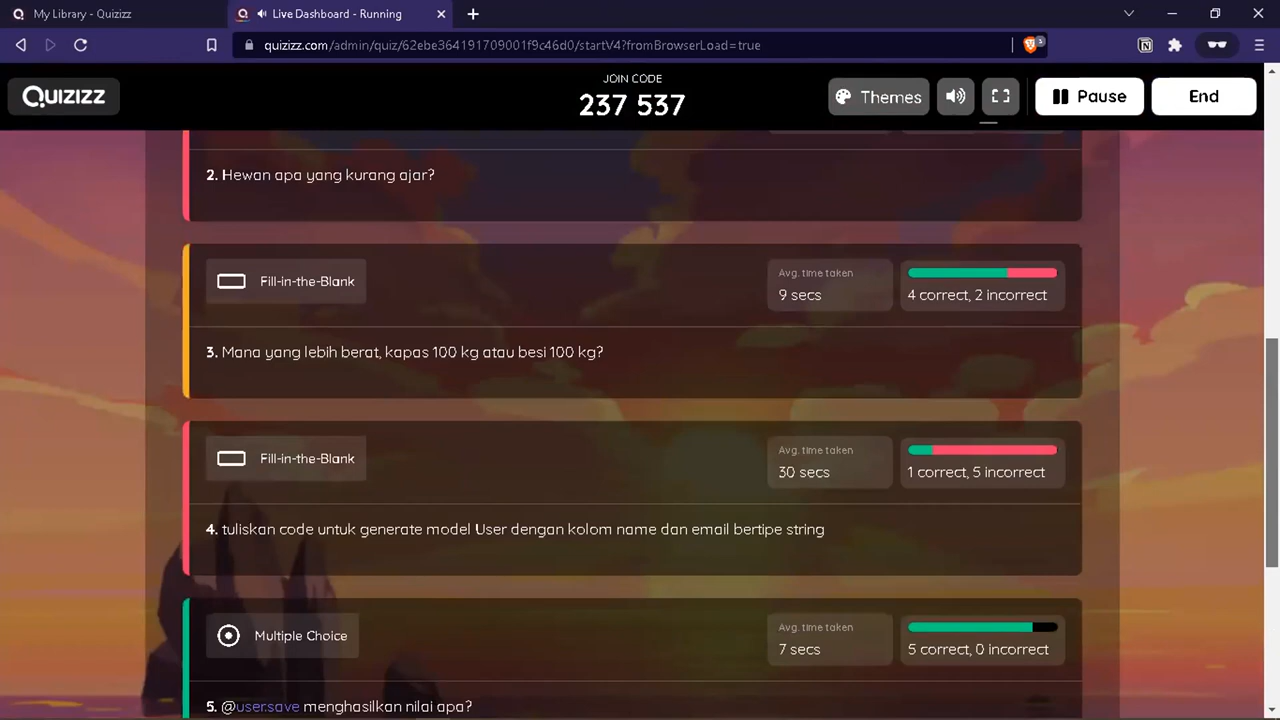 My Library - Quizizz
Live Dashboard - Running
quizizz.com/admin/quiz/62ebe364191709001f9c46d0/startV4?fromBrowserLoad=true
3
Quizizz
JOIN CODE
237 537
Themes
Pause
End
2. Hewan apa yang kurang ajar?
Fill-in-the-Blank
Avg. time taken
9 secs
4 correct, 2 incorrect
3. Mana yang lebih berat, kapas 100 kg atau besi 100 kg?
Fill-in-the-Blank
Avg. time taken
30 secs
1 correct, 5 incorrect
4. tuliskan code untuk generate model User dengan kolom name dan email bertipe string
Multiple Choice
Avg. time taken
7 secs
5 correct, 0 incorrect
5. @user.save menghasilkan nilai apa?